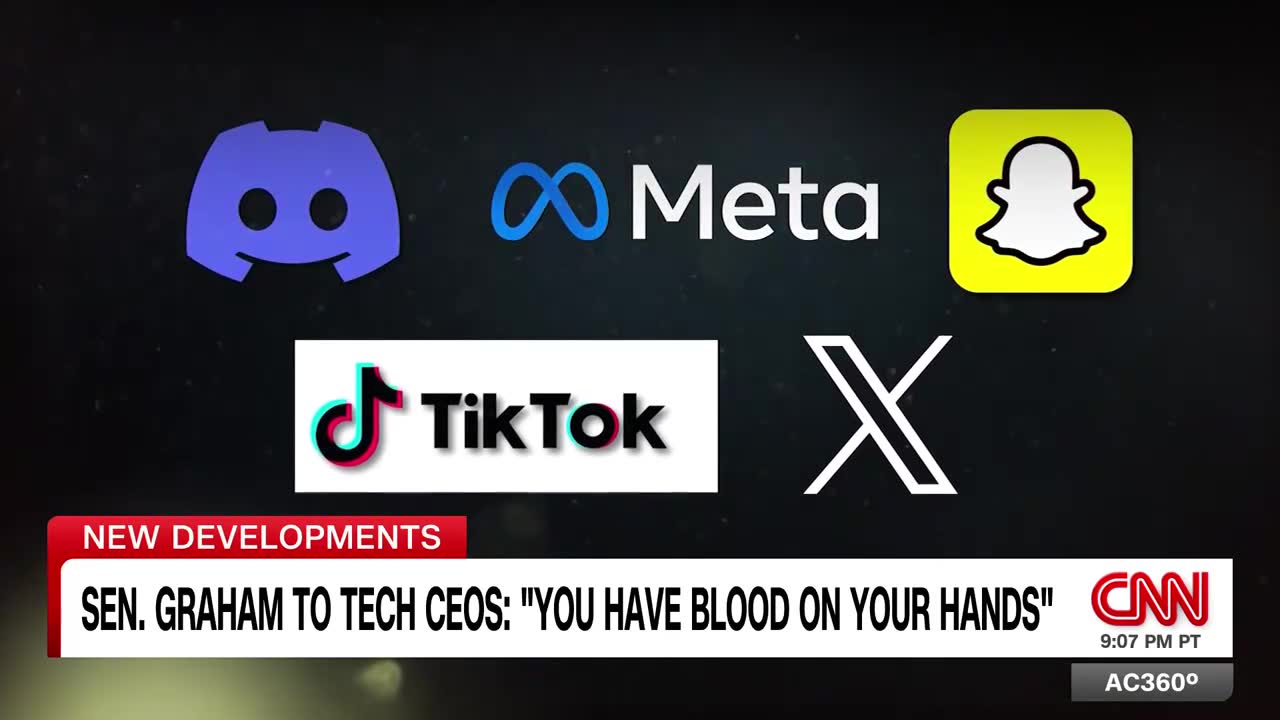 Meta
TikTok
X
NEW DEVELOPMENTS
SEN. GRAHAM TO TECH CEOS: "YOU HAVE BLOOD ON YOUR HANDS"
CNN
9:07 PM PT
AC360º